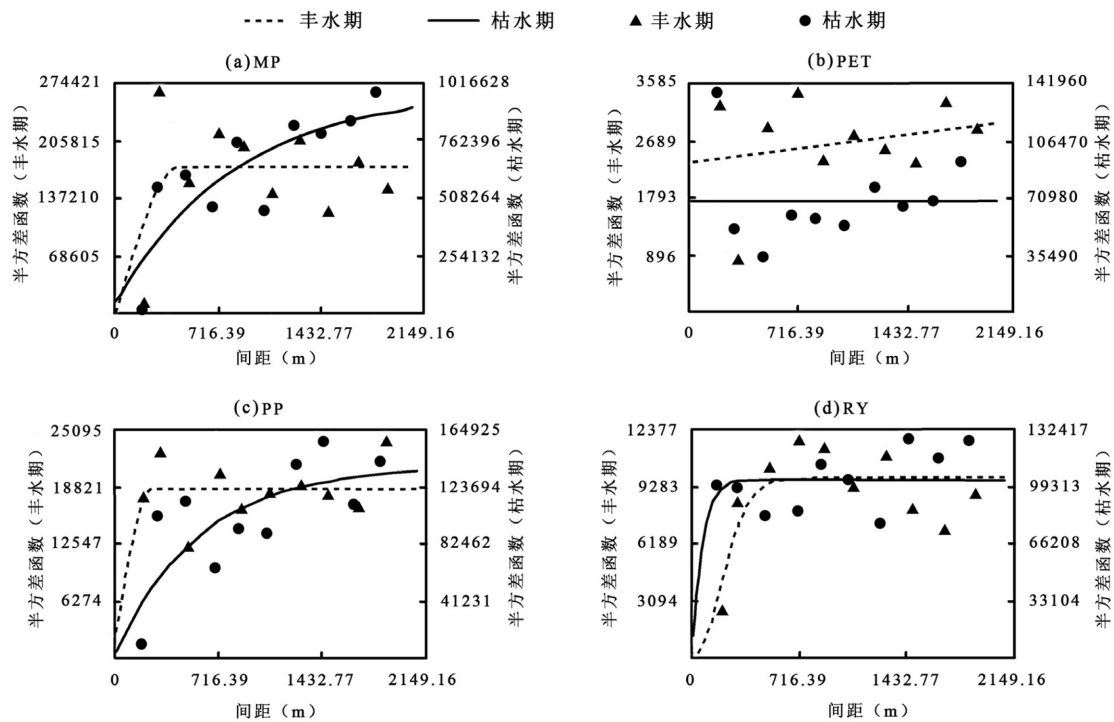 丰水期 枯水期 丰水期 枯水期
(a)MP
274421
205815
137210
68605
半方差函数（丰水期）
1016628
762396
508264
254132
半方差函数（枯水期）
0 716.39 1432.77 2149.16
间距（m）
(b)PET
3585
2689
1793
896
半方差函数（丰水期）
141960
106470
70980
35490
半方差函数（枯水期）
0 716.39 1432.77 2149.16
间距（m）
(c)PP
25095
18821
12547
6274
半方差函数（丰水期）
164925
123694
82462
41231
半方差函数（枯水期）
0 716.39 1432.77 2149.16
间距（m）
(d)RY
12377
9283
6189
3094
半方差函数（丰水期）
132417
99313
66208
33104
半方差函数（枯水期）
0 716.39 1432.77 2149.16
间距（m）